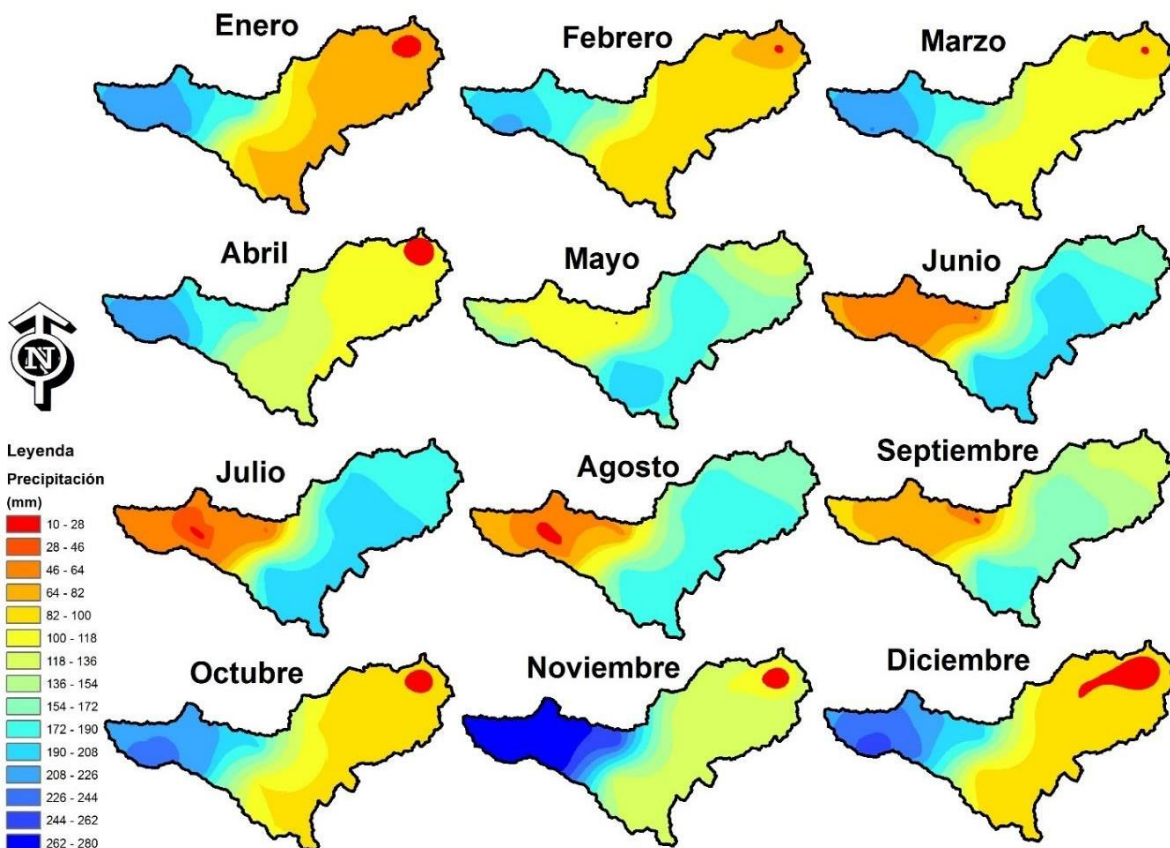 Enero
Febrero
Marzo
Abril
Mayo
Junio
N
Julio
Agosto
Septiembre
Octubre
Noviembre
Diciembre
Leyenda
Precipitación
(mm)
10 - 28
28 - 46
46 - 64
64 - 82
82 - 100
100 - 118
118 - 136
136 - 154
154 - 172
172 - 190
190 - 208
208 - 226
226 - 244
244 - 262
262 - 280